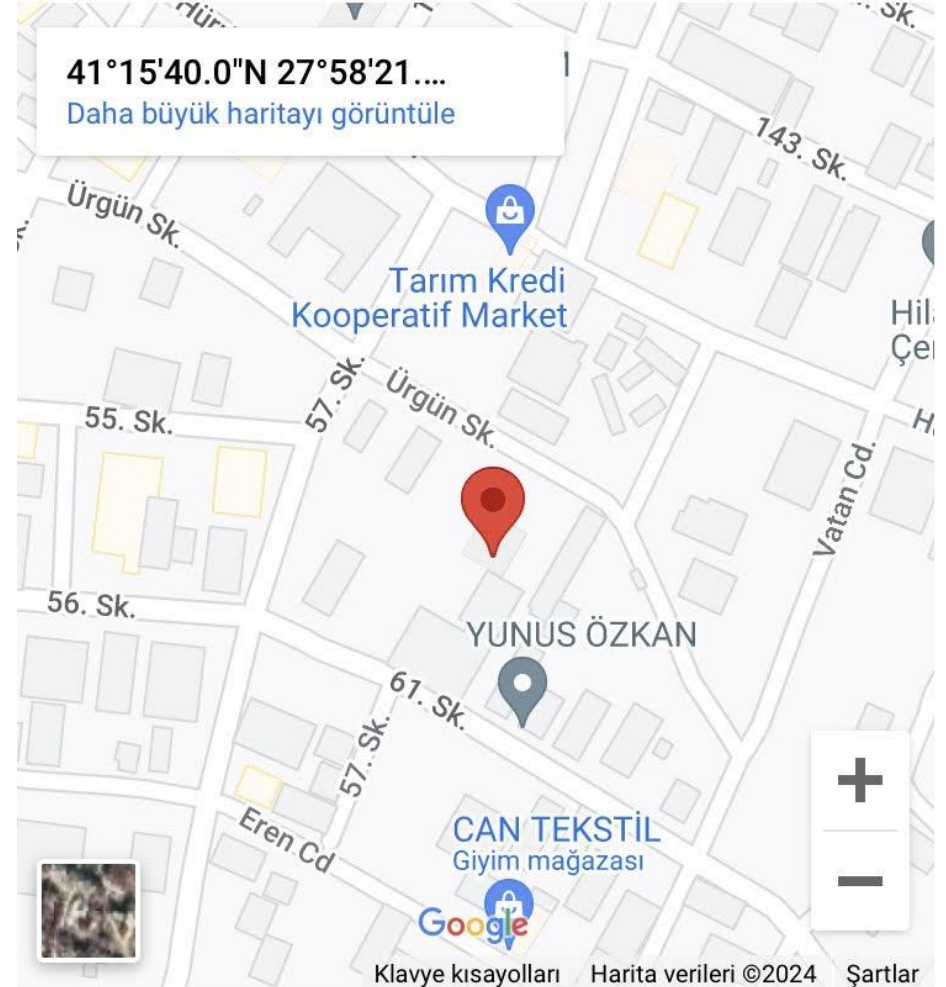 Sk.
41°15'40.0"N 27°58'21....
Daha büyük haritayı görüntüle
143. Sk.
Ürgün Sk.
Tarım Kredi
Kooperatif Market
57. Sk.
Ürgün Sk.
55. Sk.
Vatan Cd.
56. Sk.
YUNUS ÖZKAN
61. Sk.
57. Sk.
Eren Cd
CAN TEKSTİL
Giyim mağazası
Google
Klavye kısayolları
Harita verileri ©2024
Şartlar